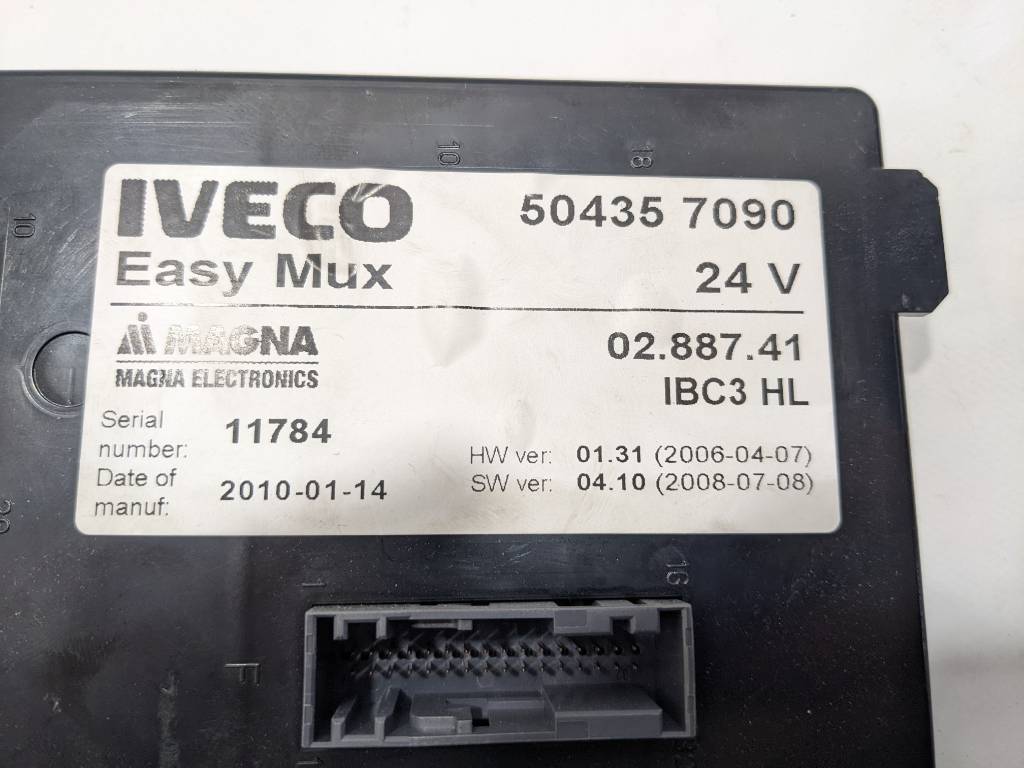 10
18
10
IVECO 50435 7090
Easy Mux 24 V
MAGNA 02.887.41
MAGNA ELECTRONICS IBC3 HL
Serial number: 11784
HW ver: 01.31 (2006-04-07)
Date of manuf: 2010-01-14
SW ver: 04.10 (2008-07-08)
1
16
F